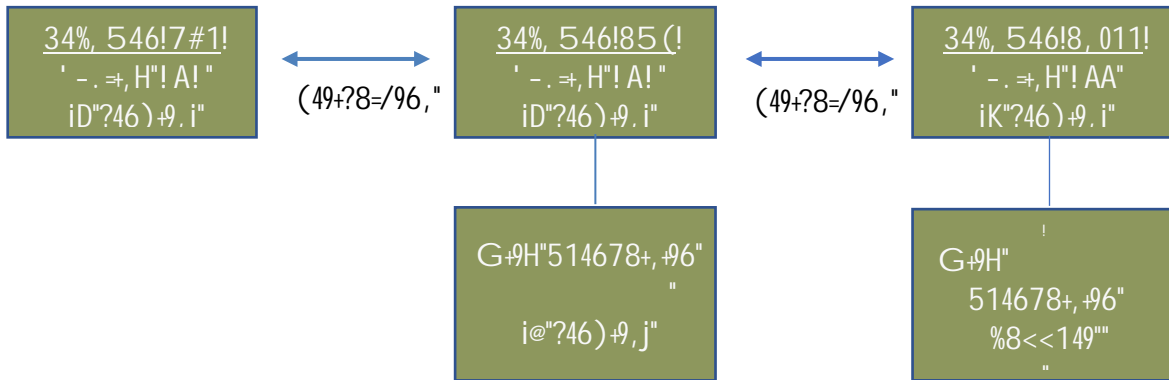 34%, 546!7#1!
' -. =+, H"! A! "
iD"?46)+9, i"
(49+?8=/96,"
34%, 546!85(!
' -. =+, H"! A!
iD"?46)+9, i"
(49+?8=/96,"
34%, 546!8, 011!
' -. =+, H"! AA"
iK"?46)+9, i"
G+9H"514678+, +96"
"
i@"?46)+9, j"
!
G+9H"
514678+, +96"
%8<<149""
"